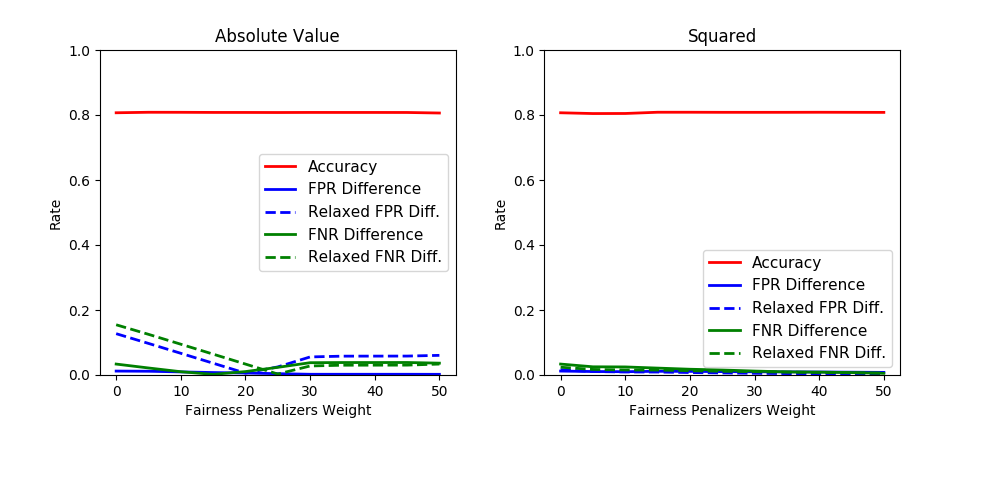 Absolute Value
1.0
0.8
0.6
0.4
0.2
0.0
Rate
Accuracy
FPR Difference
Relaxed FPR Diff.
FNR Difference
Relaxed FNR Diff.
0 10 20 30 40 50
Fairness Penalizers Weight
Squared
1.0
0.8
0.6
0.4
0.2
0.0
Rate
Accuracy
FPR Difference
Relaxed FPR Diff.
FNR Difference
Relaxed FNR Diff.
0 10 20 30 40 50
Fairness Penalizers Weight